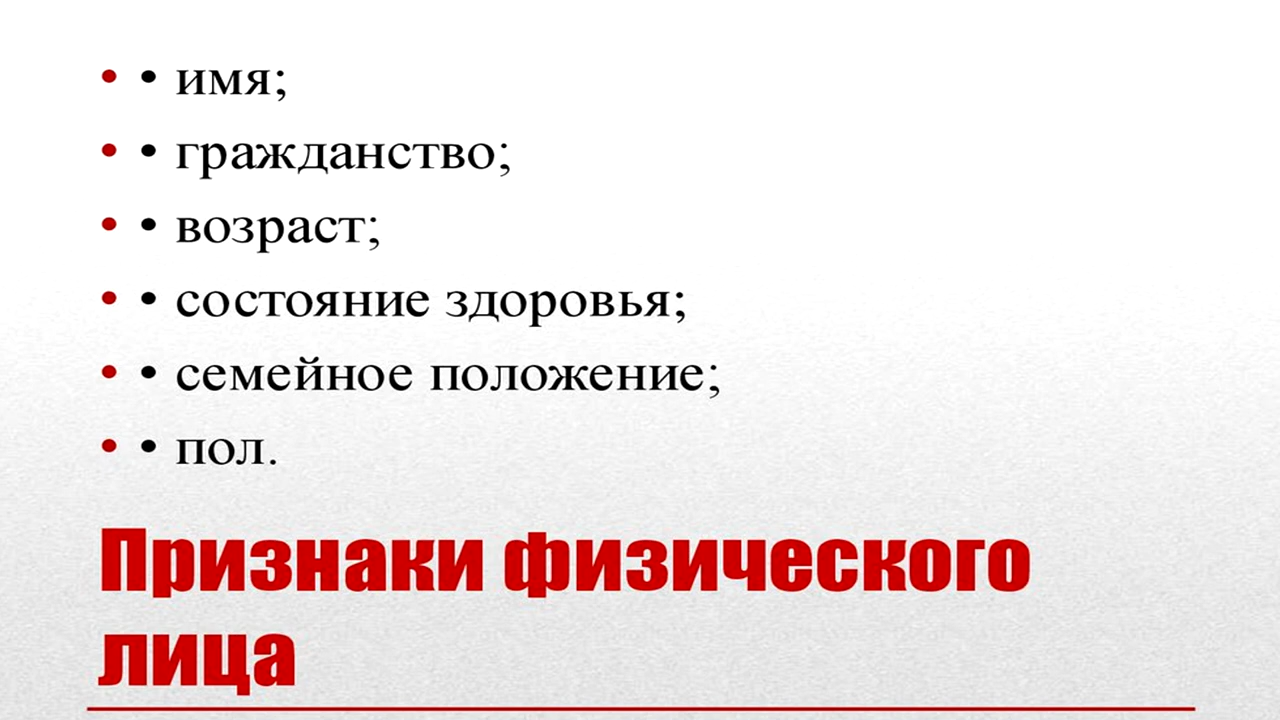 • • имя;
• • гражданство;
• • возраст;
• • состояние здоровья;
• • семейное положение;
• • пол.
Признаки физического
лица